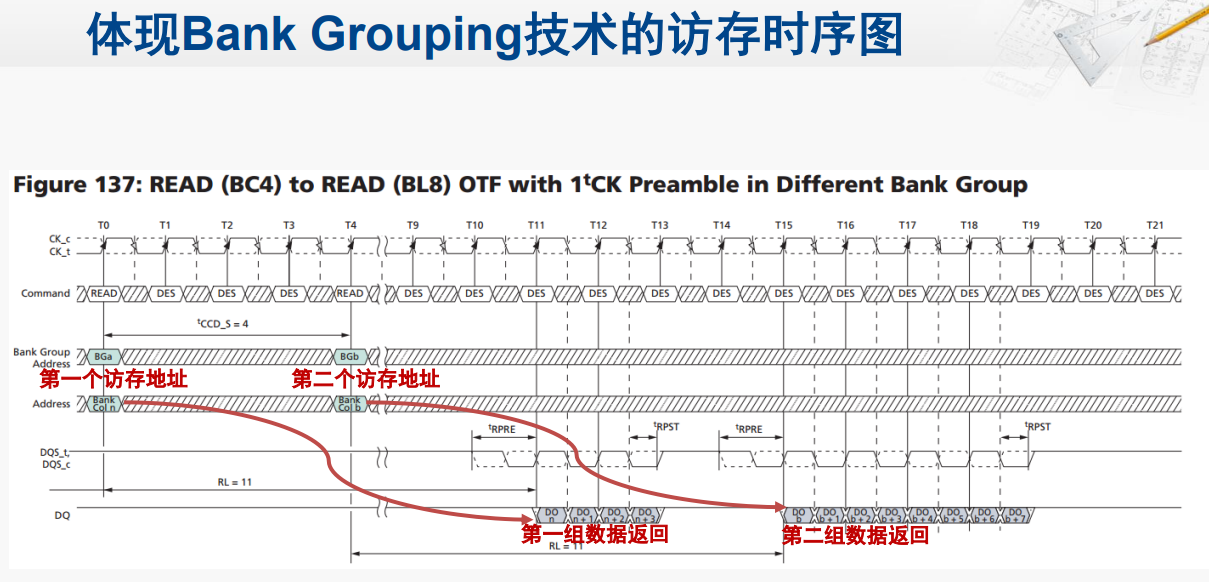 体现Bank Grouping技术的访存时序图
Figure 137: READ (BC4) to READ (BL8) OTF with 1tCK Preamble in Different Bank Group
T0 T1 T2 T3 T4 T9 T10 T11 T12 T13 T14 T15 T16 T17 T18 T19 T20 T21
CK_c
CK_t
Command READ DES DES DES READ DES DES DES DES DES DES DES DES DES DES DES DES DES
tCCD_S = 4
Bank Group
Address
BGa BGb
第一个访存地址 第二个访存地址
Address
Bank
Col n
Bank
Col b
tRPRE tRPST tRPRE tRPST
DQS_t,
DQS_c
RL = 11
DQ
DO
n
DO
n + 1
DO
n + 2
DO
n + 3
DO
b
DO
b + 1
DO
b + 2
DO
b + 3
DO
b + 4
DO
b + 5
DO
b + 6
DO
b + 7
第一组数据返回 第二组数据返回
RL = 11